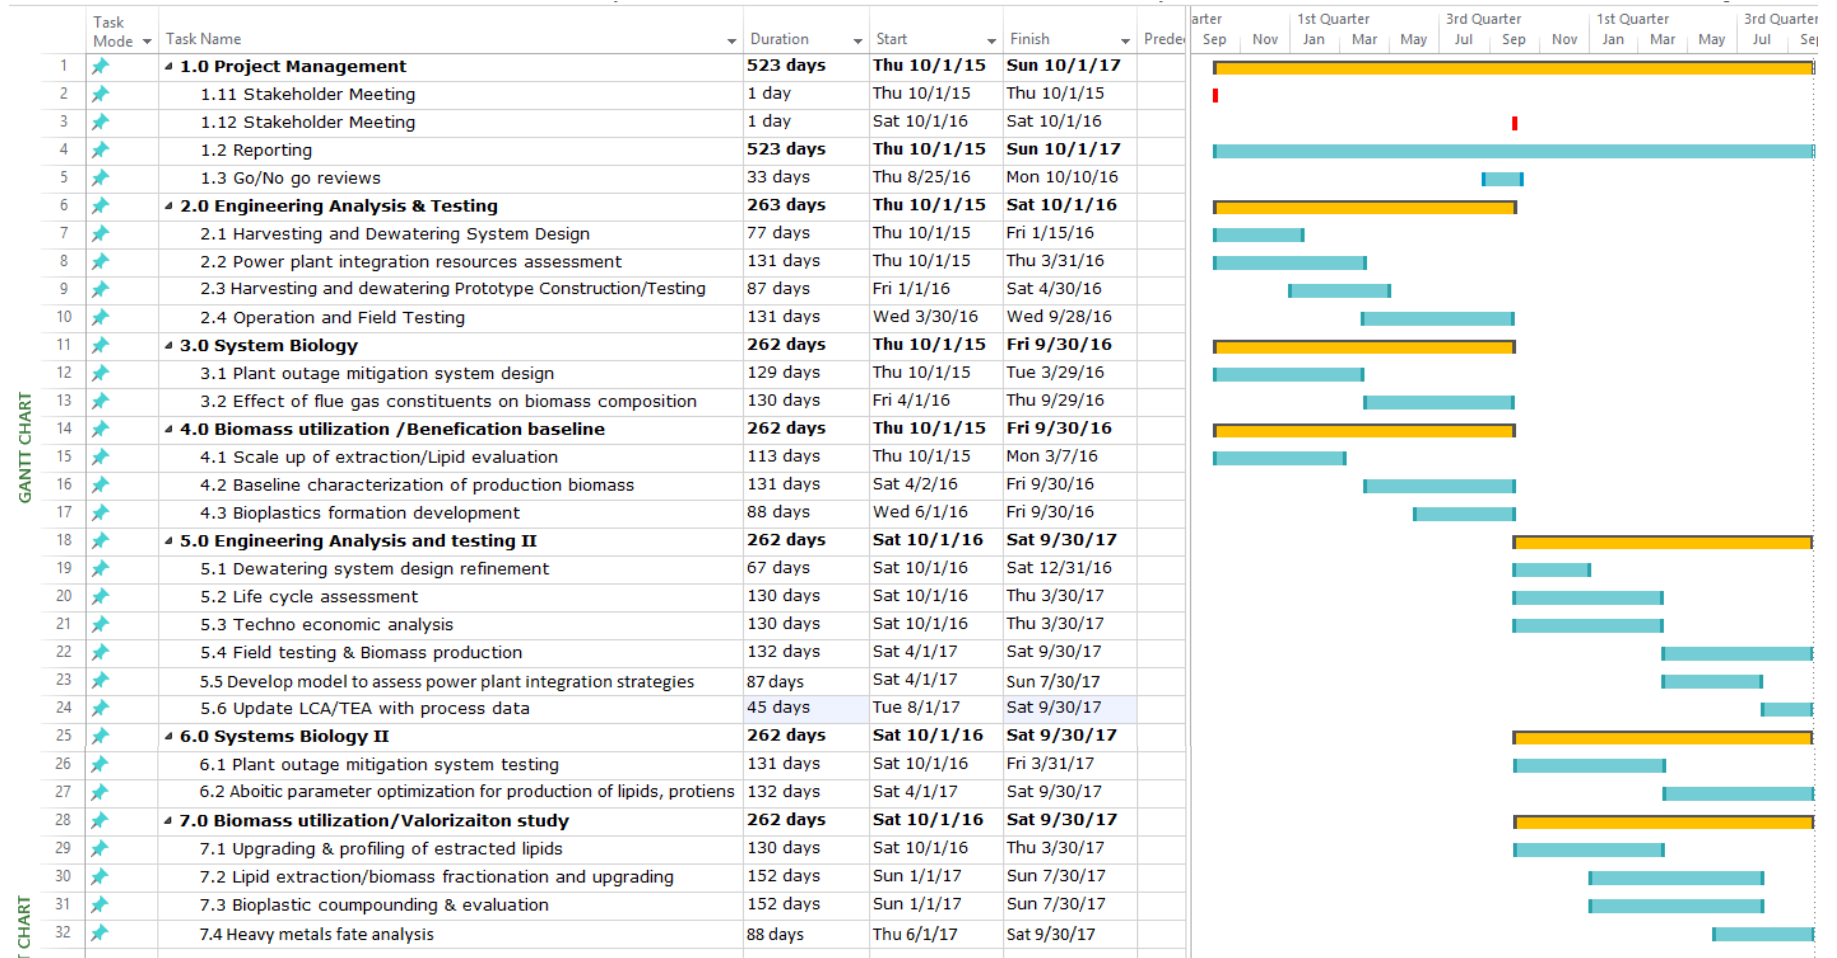 Task Mode Task Name Duration Start Finish Prede
arter 1st Quarter 3rd Quarter 1st Quarter 3rd Quarter
Sep Nov Jan Mar May Jul Sep Nov Jan Mar May Jul Se
1 1.0 Project Management 523 days Thu 10/1/15 Sun 10/1/17
2 1.11 Stakeholder Meeting 1 day Thu 10/1/15 Thu 10/1/15
3 1.12 Stakeholder Meeting 1 day Sat 10/1/16 Sat 10/1/16
4 1.2 Reporting 523 days Thu 10/1/15 Sun 10/1/17
5 1.3 Go/No go reviews 33 days Thu 8/25/16 Mon 10/10/16
6 2.0 Engineering Analysis & Testing 263 days Thu 10/1/15 Sat 10/1/16
7 2.1 Harvesting and Dewatering System Design 77 days Thu 10/1/15 Fri 1/15/16
8 2.2 Power plant integration resources assessment 131 days Thu 10/1/15 Thu 3/31/16
9 2.3 Harvesting and dewatering Prototype Construction/Testing 87 days Fri 1/1/16 Sat 4/30/16
10 2.4 Operation and Field Testing 131 days Wed 3/30/16 Wed 9/28/16
11 3.0 System Biology 262 days Thu 10/1/15 Fri 9/30/16
12 3.1 Plant outage mitigation system design 129 days Thu 10/1/15 Tue 3/29/16
13 3.2 Effect of flue gas constituents on biomass composition 130 days Fri 4/1/16 Thu 9/29/16
14 4.0 Biomass utilization /Benefication baseline 262 days Thu 10/1/15 Fri 9/30/16
15 4.1 Scale up of extraction/Lipid evaluation 113 days Thu 10/1/15 Mon 3/7/16
16 4.2 Baseline characterization of production biomass 131 days Sat 4/2/16 Fri 9/30/16
17 4.3 Bioplastics formation development 88 days Wed 6/1/16 Fri 9/30/16
18 5.0 Engineering Analysis and testing II 262 days Sat 10/1/16 Sat 9/30/17
19 5.1 Dewatering system design refinement 67 days Sat 10/1/16 Sat 12/31/16
20 5.2 Life cycle assessment 130 days Sat 10/1/16 Thu 3/30/17
21 5.3 Techno economic analysis 130 days Sat 10/1/16 Thu 3/30/17
22 5.4 Field testing & Biomass production 132 days Sat 4/1/17 Sat 9/30/17
23 5.5 Develop model to assess power plant integration strategies 87 days Sat 4/1/17 Sun 7/30/17
24 5.6 Update LCA/TEA with process data 45 days Tue 8/1/17 Sat 9/30/17
25 6.0 Systems Biology II 262 days Sat 10/1/16 Sat 9/30/17
26 6.1 Plant outage mitigation system testing 131 days Sat 10/1/16 Fri 3/31/17
27 6.2 Aboitic parameter optimization for production of lipids, protiens 132 days Sat 4/1/17 Sat 9/30/17
28 7.0 Biomass utilization/Valorizaiton study 262 days Sat 10/1/16 Sat 9/30/17
29 7.1 Upgrading & profiling of estracted lipids 130 days Sat 10/1/16 Thu 3/30/17
30 7.2 Lipid extraction/biomass fractionation and upgrading 152 days Sun 1/1/17 Sun 7/30/17
31 7.3 Bioplastic coumpounding & evaluation 152 days Sun 1/1/17 Sun 7/30/17
32 7.4 Heavy metals fate analysis 88 days Thu 6/1/17 Sat 9/30/17
GANTT CHART
T CHART